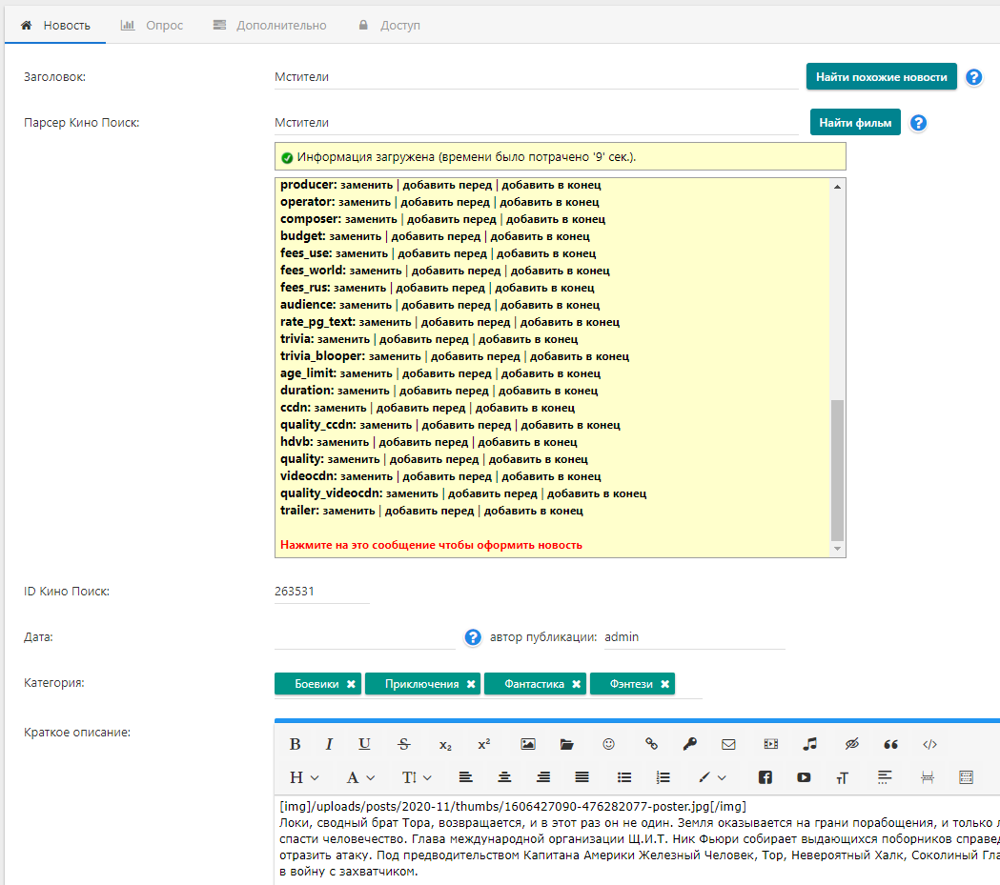 Новость Опрос Дополнительно Доступ
Заголовок: Мстители Найти похожие новости ?
Парсер Кино Поиск: Мстители Найти фильм ?
Информация загружена (времени было потрачено '9' сек.).
producer: заменить | добавить перед | добавить в конец
operator: заменить | добавить перед | добавить в конец
composer: заменить | добавить перед | добавить в конец
budget: заменить | добавить перед | добавить в конец
fees_use: заменить | добавить перед | добавить в конец
fees_world: заменить | добавить перед | добавить в конец
fees_rus: заменить | добавить перед | добавить в конец
audience: заменить | добавить перед | добавить в конец
rate_pg_text: заменить | добавить перед | добавить в конец
trivia: заменить | добавить перед | добавить в конец
trivia_blooper: заменить | добавить перед | добавить в конец
age_limit: заменить | добавить перед | добавить в конец
duration: заменить | добавить перед | добавить в конец
ccdn: заменить | добавить перед | добавить в конец
quality_ccdn: заменить | добавить перед | добавить в конец
hdvb: заменить | добавить перед | добавить в конец
quality: заменить | добавить перед | добавить в конец
videocdn: заменить | добавить перед | добавить в конец
quality_videocdn: заменить | добавить перед | добавить в конец
trailer: заменить | добавить перед | добавить в конец
Нажмите на это сообщение чтобы оформить новость
ID Кино Поиск: 263531
Дата: ? автор публикации: admin
Категория: Боевики Приключения Фантастика Фэнтези
Краткое описание:
B I U S x₂ x²
H A TI тТ
[img]/uploads/posts/2020-11/thumbs/1606427090-476282077-poster.jpg[/img]
Локи, сводный брат Тора, возвращается, и в этот раз он не один. Земля оказывается на грани порабощения, и только
спасти человечество. Глава международной организации Щ.И.Т. Ник Фьюри собирает выдающихся поборников
отразить атаку. Под предводительством Капитана Америки Железный Человек, Тор, Невероятный Халк, Соколиный
в войну с захватчиком.